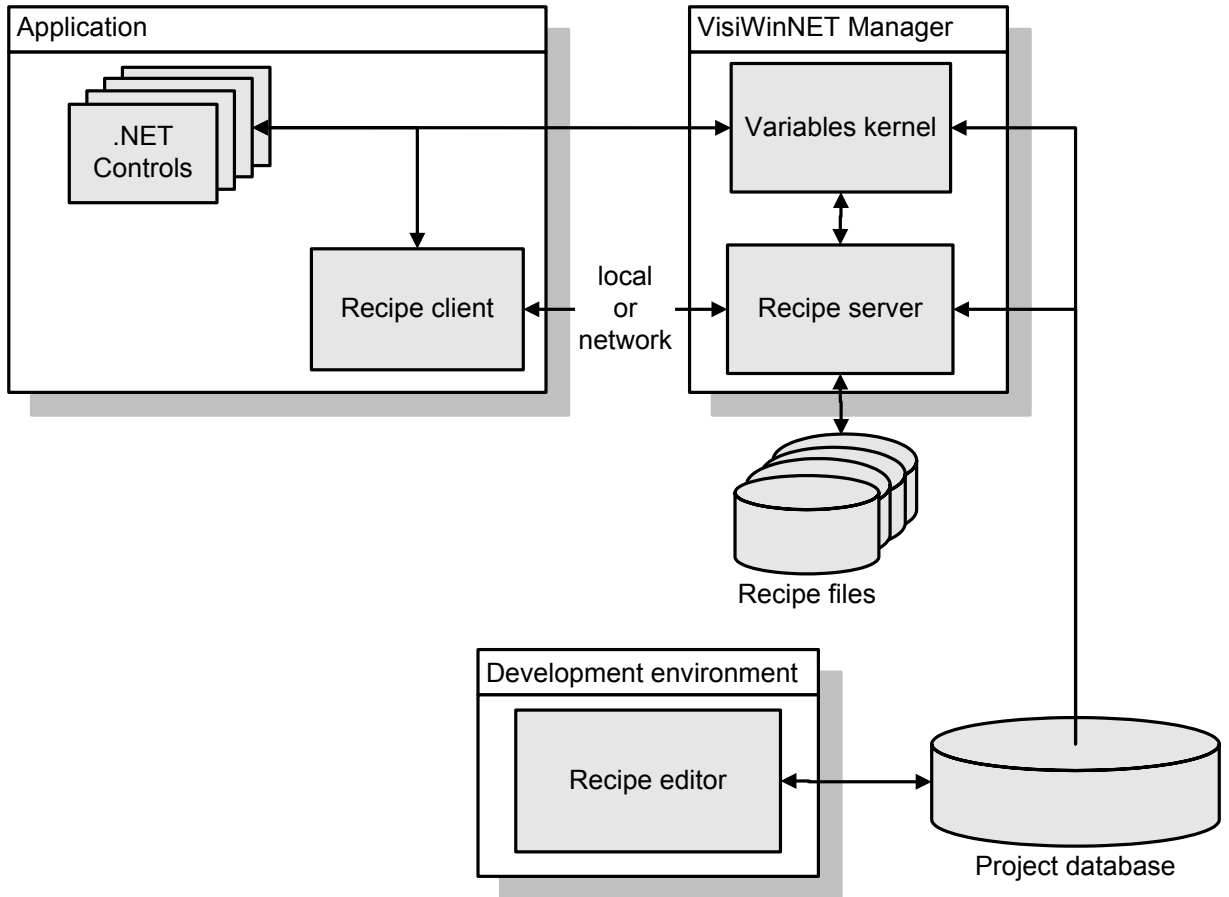 Application
VisiWinNET Manager
.NET
Controls
Variables kernel
Recipe client
local
or
network
Recipe server
Recipe files
Development environment
Recipe editor
Project database